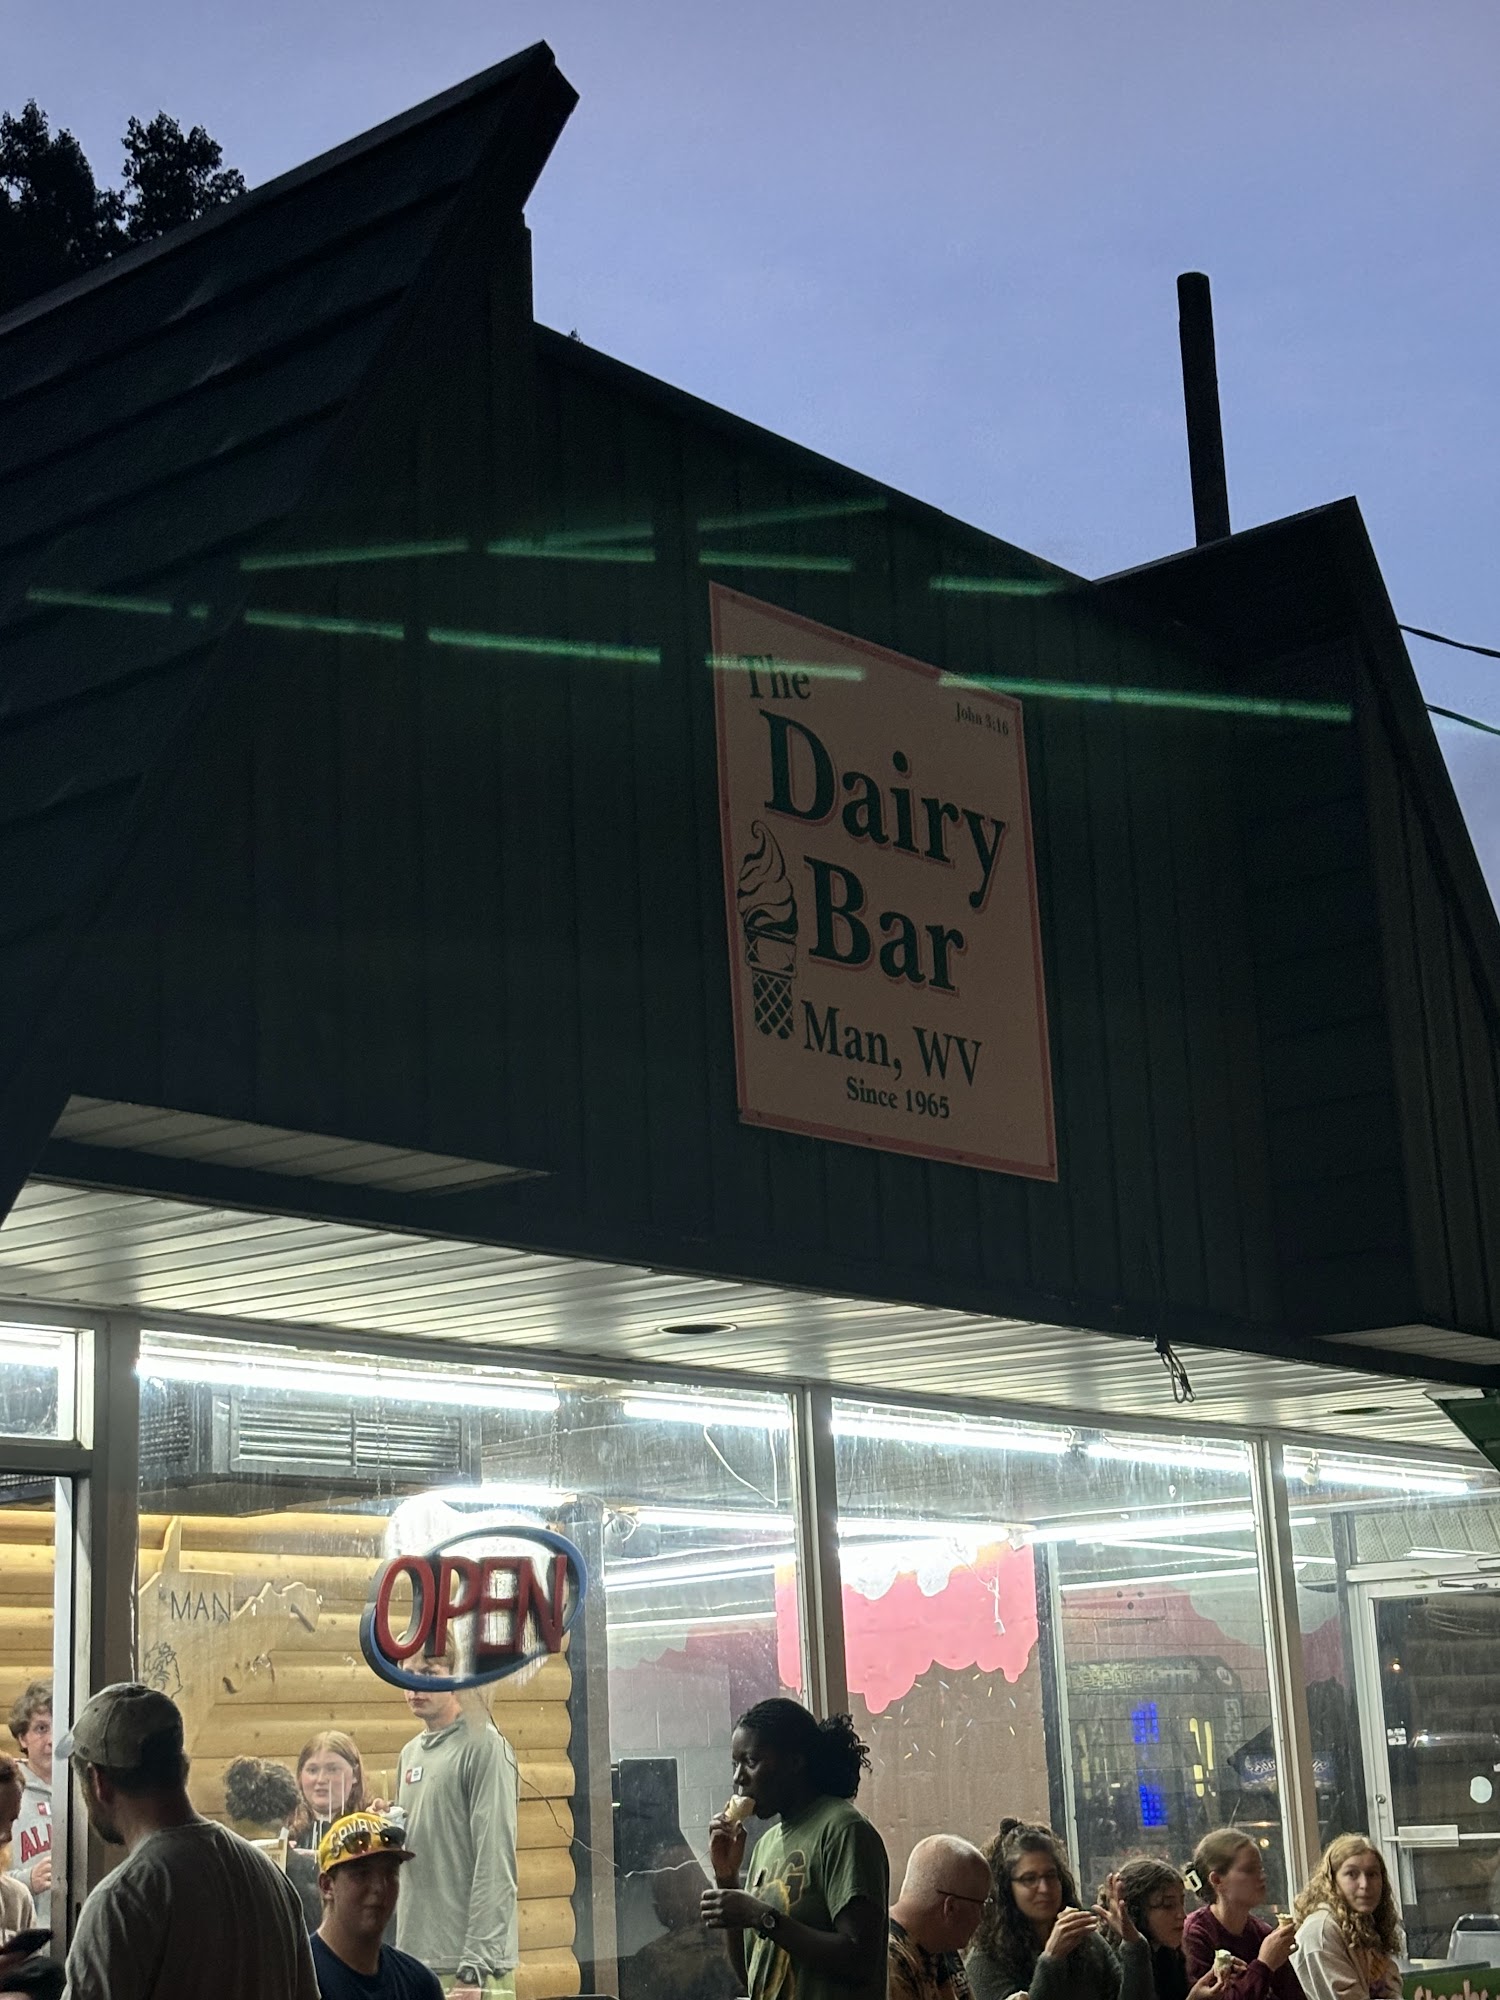 The
John 3:16
Dairy
Bar
Man, WV
Since 1965
OPEN
MAN